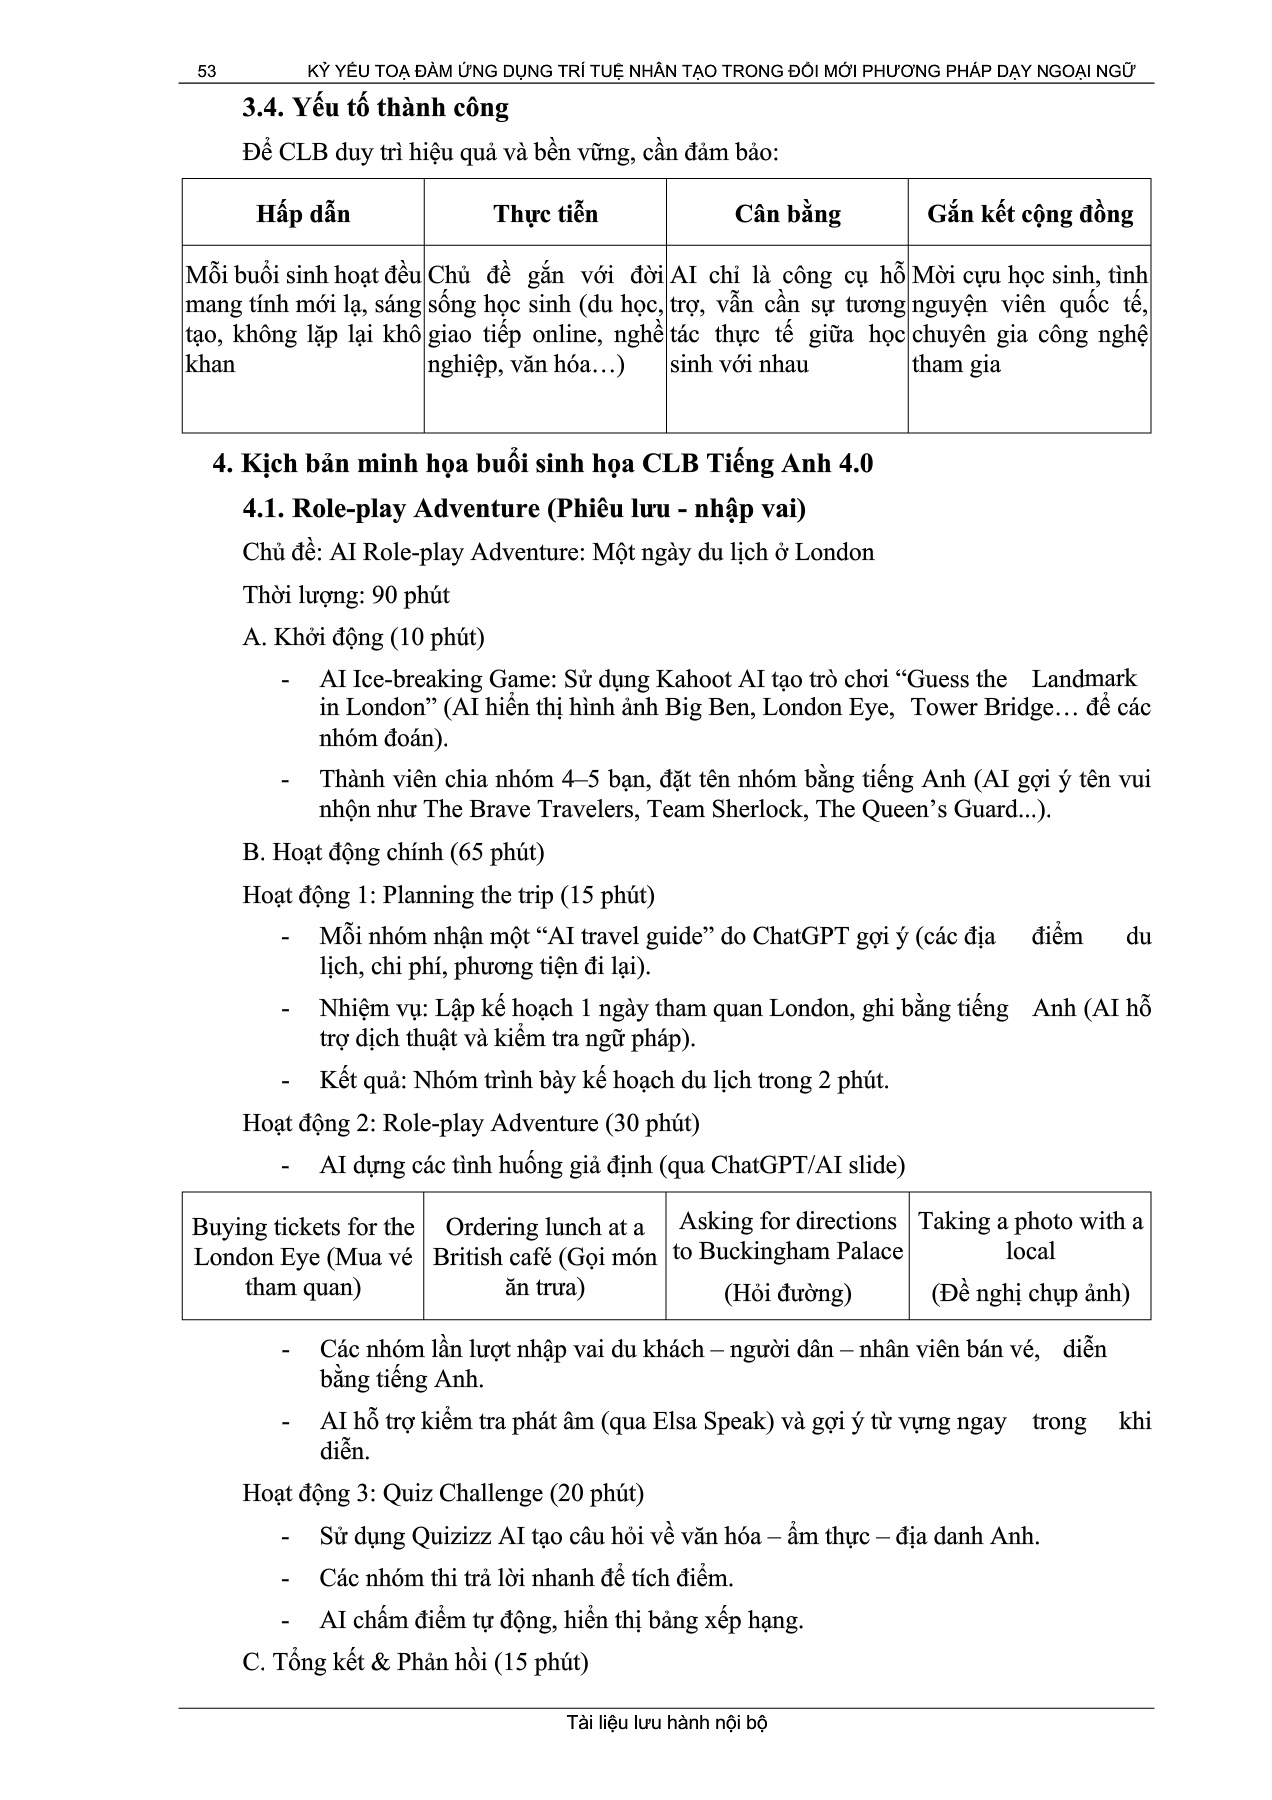 53 KỶ YẾU TOẠ ĐÀM ỨNG DỤNG TRÍ TUỆ NHÂN TẠO TRONG ĐỔI MỚI PHƯƠNG PHÁP DẠY NGOẠI NGỮ
3.4. Yếu tố thành công
Để CLB duy trì hiệu quả và bền vững, cần đảm bảo:
Hấp dẫn
Thực tiễn
Cân bằng
Gắn kết cộng đồng
Mỗi buổi sinh hoạt đều
mang tính mới lạ, sáng
tạo, không lặp lại khô
khan
Chủ đề gắn với đời
sống học sinh (du học,
giao tiếp online, nghề
nghiệp, văn hóa…)
AI chỉ là công cụ hỗ
trợ, vẫn cần sự tương
tác thực tế giữa học
sinh với nhau
Mời cựu học sinh, tình
nguyện viên quốc tế,
chuyên gia công nghệ
tham gia
4. Kịch bản minh họa buổi sinh họa CLB Tiếng Anh 4.0
4.1. Role-play Adventure (Phiêu lưu - nhập vai)
Chủ đề: AI Role-play Adventure: Một ngày du lịch ở London
Thời lượng: 90 phút
A. Khởi động (10 phút)
- AI Ice-breaking Game: Sử dụng Kahoot AI tạo trò chơi “Guess the Landmark
in London” (AI hiển thị hình ảnh Big Ben, London Eye, Tower Bridge… để các
nhóm đoán).
- Thành viên chia nhóm 4–5 bạn, đặt tên nhóm bằng tiếng Anh (AI gợi ý tên vui
nhộn như The Brave Travelers, Team Sherlock, The Queen’s Guard...).
B. Hoạt động chính (65 phút)
Hoạt động 1: Planning the trip (15 phút)
- Mỗi nhóm nhận một “AI travel guide” do ChatGPT gợi ý (các địa điểm du
lịch, chi phí, phương tiện đi lại).
- Nhiệm vụ: Lập kế hoạch 1 ngày tham quan London, ghi bằng tiếng Anh (AI hỗ
trợ dịch thuật và kiểm tra ngữ pháp).
- Kết quả: Nhóm trình bày kế hoạch du lịch trong 2 phút.
Hoạt động 2: Role-play Adventure (30 phút)
- AI dựng các tình huống giả định (qua ChatGPT/AI slide)
Buying tickets for the
London Eye (Mua vé
tham quan)
Ordering lunch at a
British café (Gọi món
ăn trưa)
Asking for directions
to Buckingham Palace
(Hỏi đường)
Taking a photo with a
local
(Đề nghị chụp ảnh)
- Các nhóm lần lượt nhập vai du khách – người dân – nhân viên bán vé, diễn
bằng tiếng Anh.
- AI hỗ trợ kiểm tra phát âm (qua Elsa Speak) và gợi ý từ vựng ngay trong khi
diễn.
Hoạt động 3: Quiz Challenge (20 phút)
- Sử dụng Quizizz AI tạo câu hỏi về văn hóa – ẩm thực – địa danh Anh.
- Các nhóm thi trả lời nhanh để tích điểm.
- AI chấm điểm tự động, hiển thị bảng xếp hạng.
C. Tổng kết & Phản hồi (15 phút)
Tài liệu lưu hành nội bộ